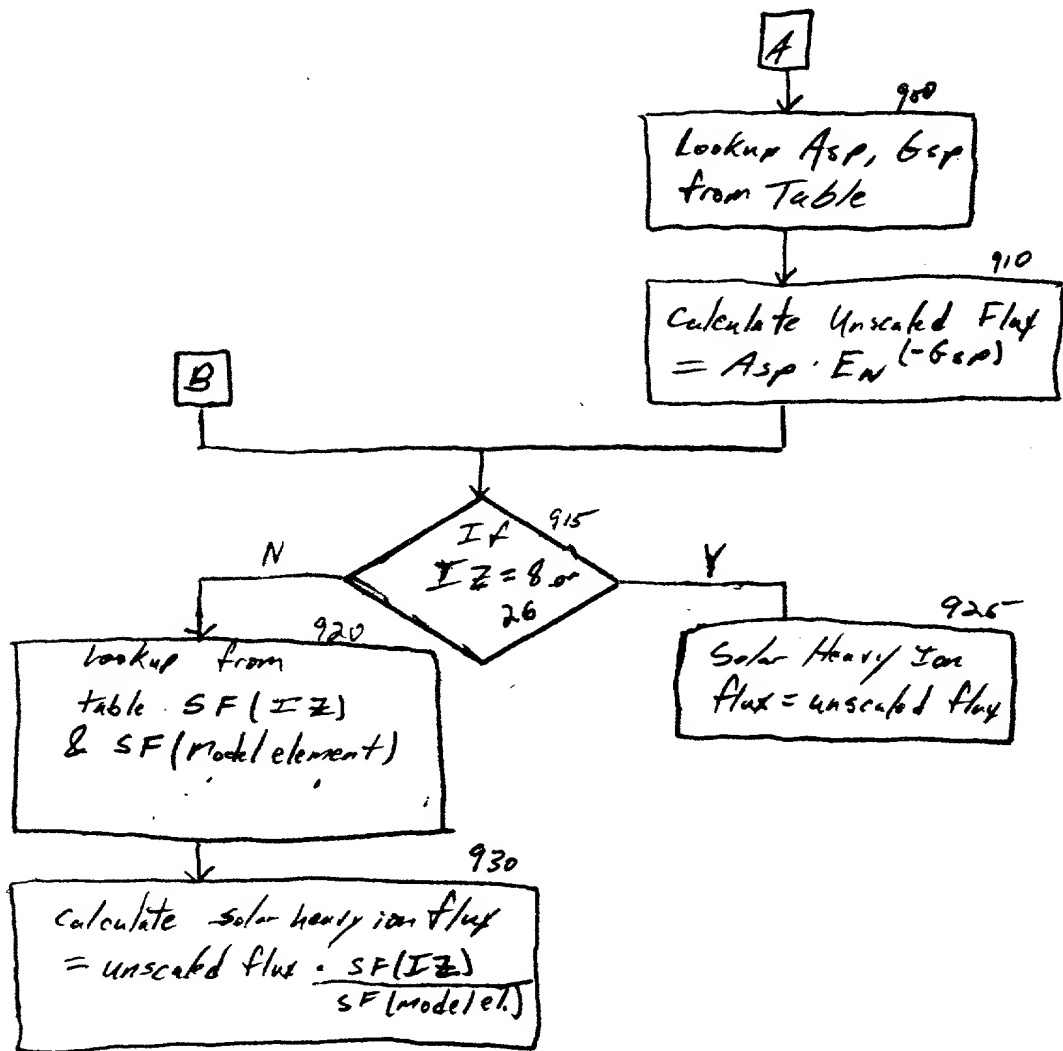 A
900
Lookup Asp, Gsp
from Table
910
Calculate Unscaled Flux
= Asp · EN (-Gsp)
B
If 915
IZ = 8 or
26
N
Y
920
Lookup from
table SF(IZ)
& SF(Model element)
925
Solar Heavy Ion
flux = unscaled flux
930
Calculate solar heavy ion flux
= unscaled flux · SF(IZ)
SF(model el.)